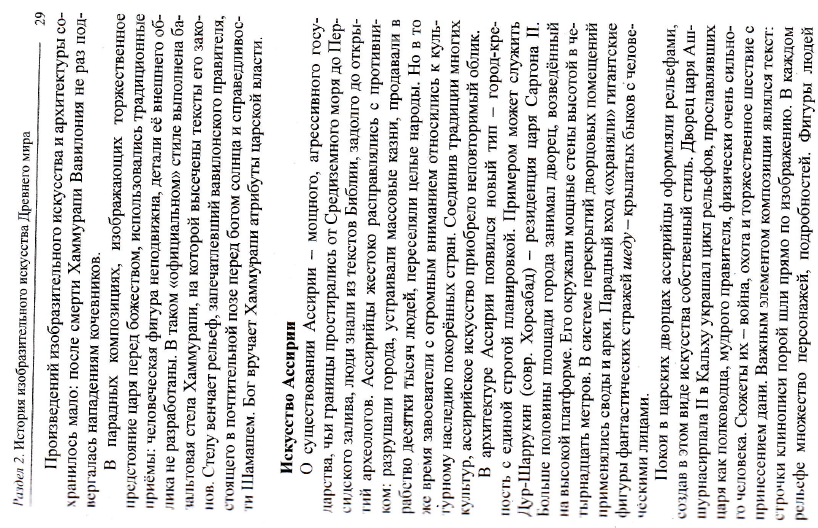 Раздел 2. История изобразительного искусства Древнего мира 29
Произведений изобразительного искусства и архитектуры со-
хранилось мало: после смерти Хаммурапи Вавилония не раз под-
вергалась нападениям кочевников.
В парадных композициях, изображающих торжественное
предстояние царя перед божеством, использовались традиционные
приёмы: человеческая фигура неподвижна, детали её внешнего об-
лика не разработаны. В таком «официальном» стиле выполнена ба-
зальтовая стела Хаммурапи, на которой высечены тексты его зако-
нов. Стелу венчает рельеф, запечатлевший вавилонского правителя,
стоящего в почтительной позе перед богом солнца и справедливос-
ти Шамашем. Бог вручает Хаммурапи атрибуты царской власти.
Искусство Ассирии
О существовании Ассирии – мощного, агрессивного госу-
дарства, чьи границы простирались от Средиземного моря до Пер-
сидского залива, люди знали из текстов Библии, задолго до откры-
тий археологов. Ассирийцы жестоко расправлялись с противни-
ком: разрушали города, устраивали массовые казни, продавали в
рабство десятки тысяч людей, переселяли целые народы. Но в то
же время завоеватели с огромным вниманием относились к куль-
турному наследию покорённых стран. Соединив традиции многих
культур, ассирийское искусство приобрело неповторимый облик.
В архитектуре Ассирии появился новый тип – город-кре-
ность с единой строгой планировкой. Примером может служить
Дур-Шаррукин (совр. Хорсабад) – резиденция царя Саргона II.
Больше половины площади города занимал дворец, возведённый
на высокой платформе. Его окружали мощные стены высотой в че-
тырнадцать метров. В системе перекрытий дворцовых помещений
применялись своды и арки. Парадный вход «охраняли» гигантские
фигуры фантастических стражей шеду – крылатых быков с челове-
ческими лицами.
Покои в царских дворцах ассирийцы оформляли рельефами,
создав в этом виде искусства собственный стиль. Дворец царя Аш-
шурнасирпала II в Кальху украшал цикл рельефов, прославлявших
царя как полководца, мудрого правителя, физически очень сильно-
го человека. Сюжеты их – война, охота и торжественное шествие с
принесением дани. Важным элементом композиции являлся текст:
строчки клинописи порой шли прямо по изображению. В каждом
рельефе множество персонажей, подробностей. Фигуры людей